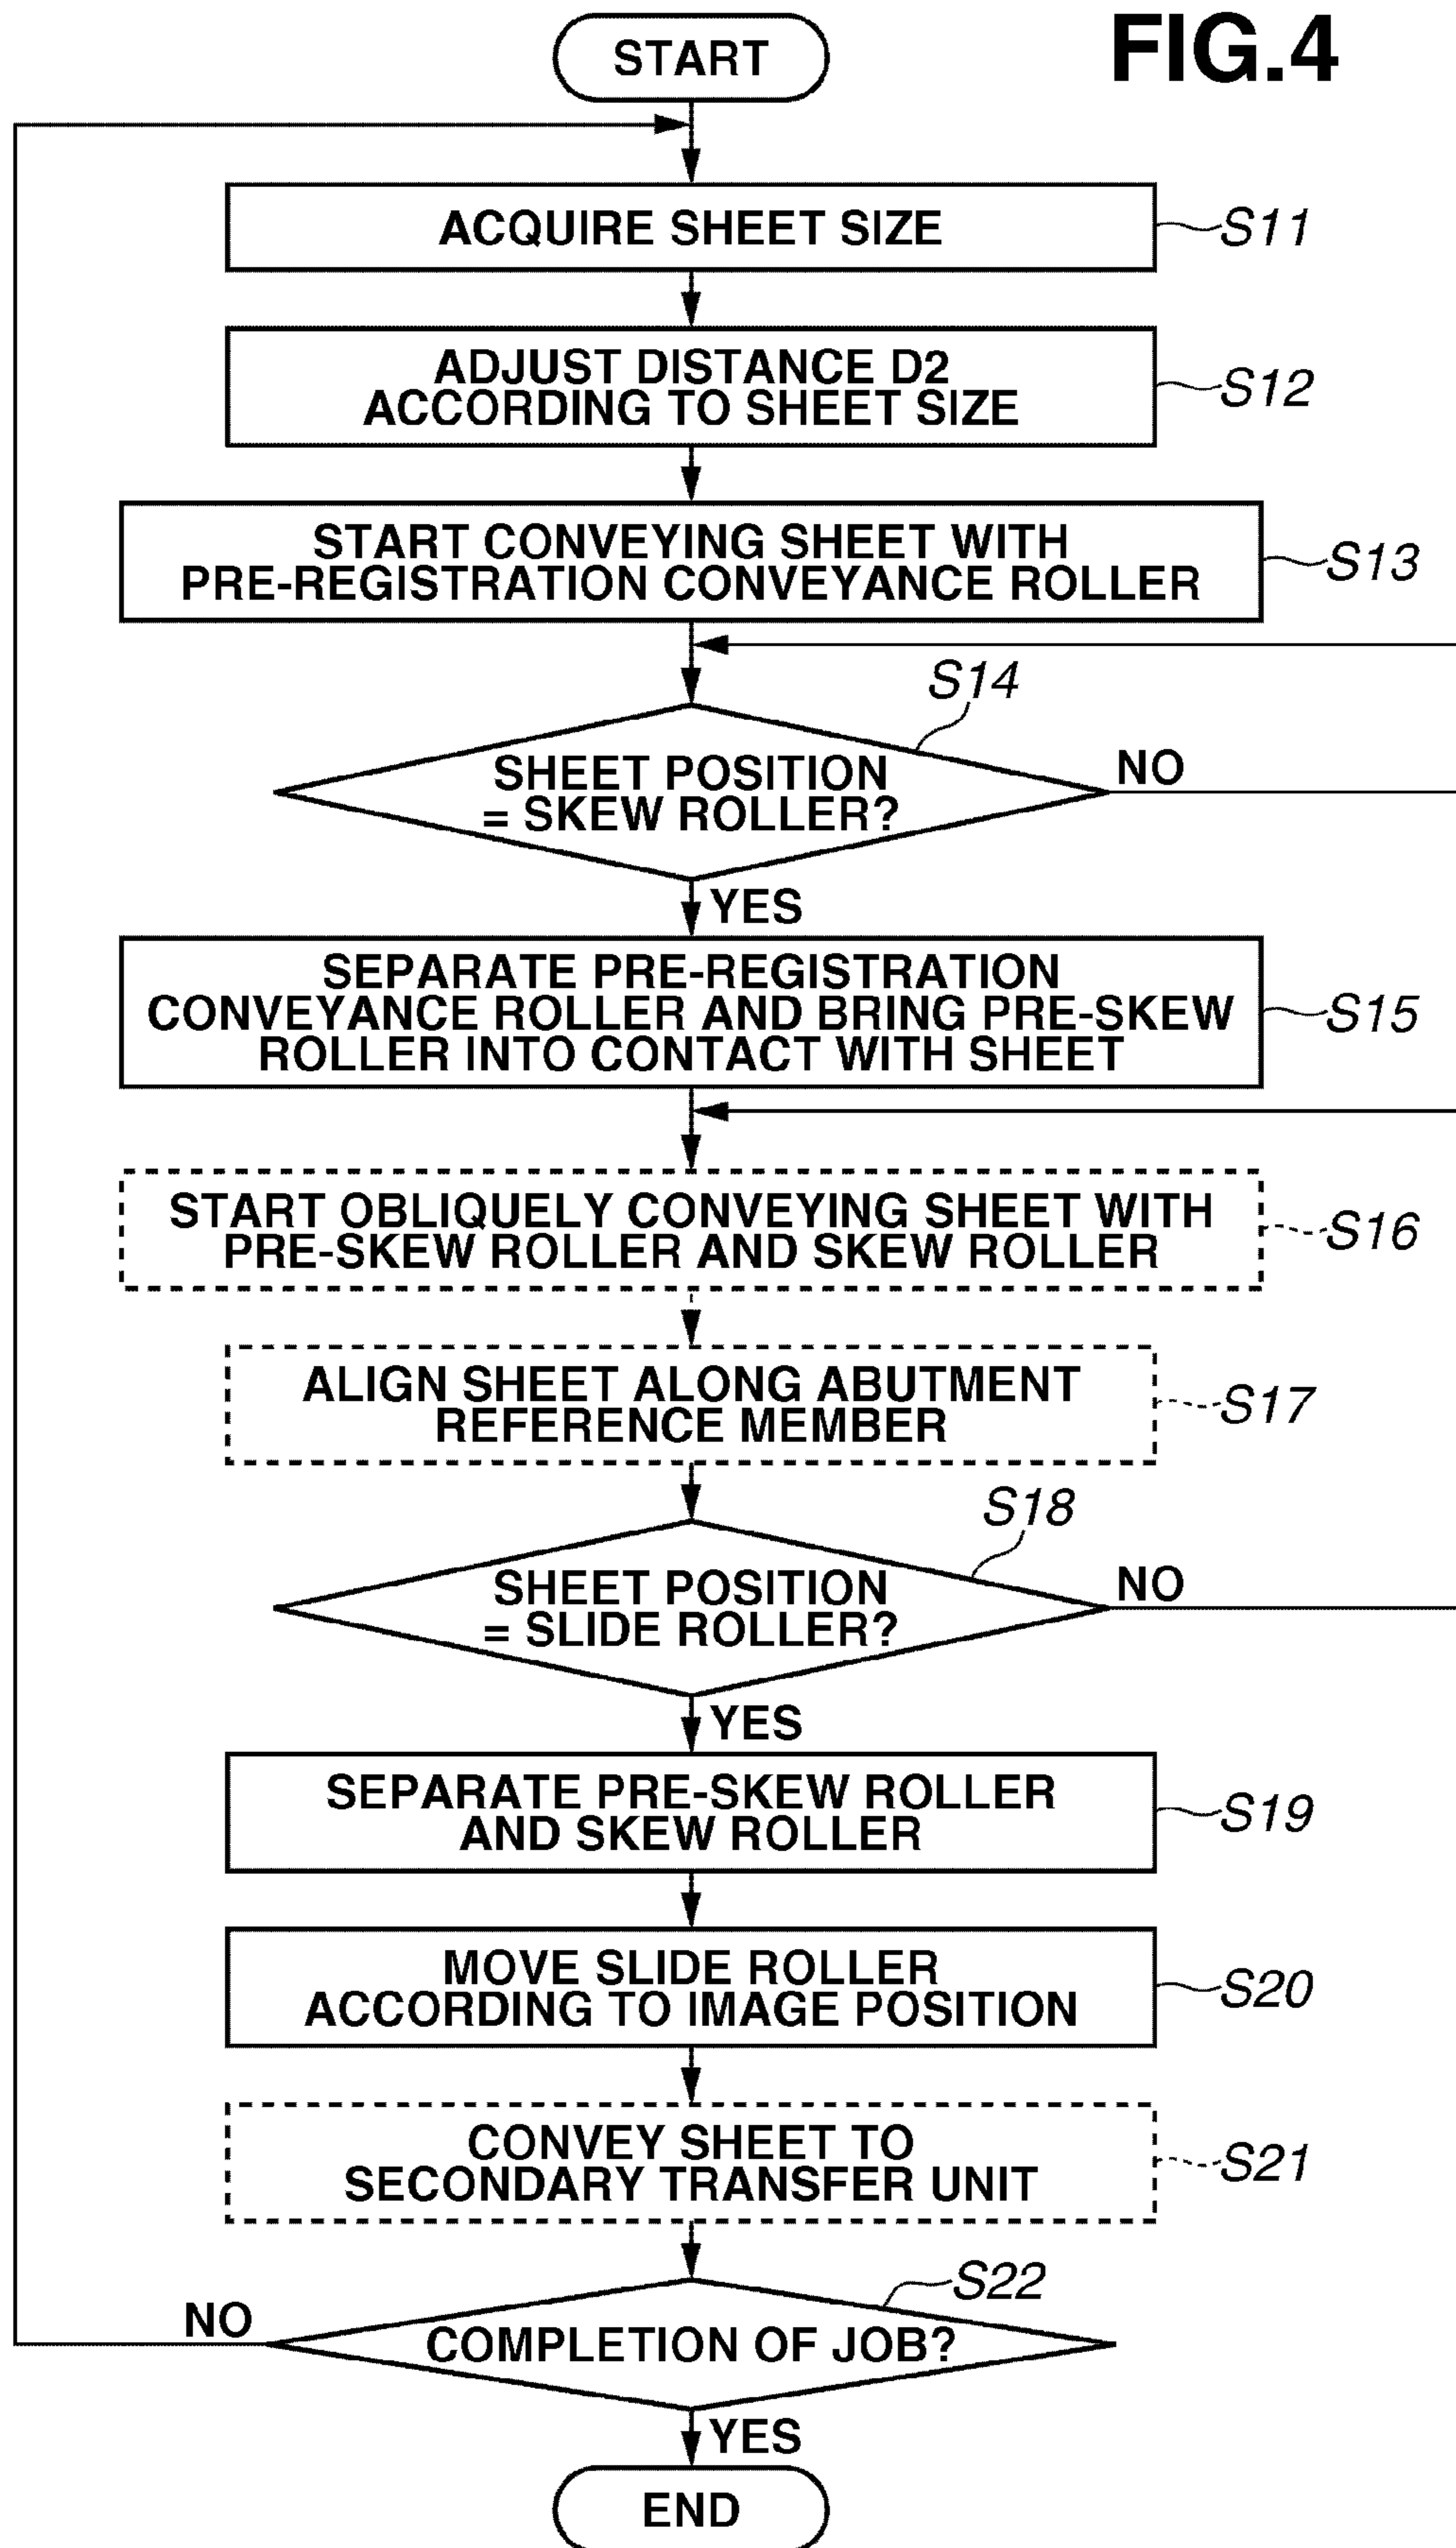 FIG.4
START
ACQUIRE SHEET SIZE
S11
ADJUST DISTANCE D2
ACCORDING TO SHEET SIZE
S12
START CONVEYING SHEET WITH
PRE-REGISTRATION CONVEYANCE ROLLER
S13
S14
SHEET POSITION
= SKEW ROLLER?
NO
YES
SEPARATE PRE-REGISTRATION
CONVEYANCE ROLLER AND BRING PRE-SKEW
ROLLER INTO CONTACT WITH SHEET
S15
START OBLIQUELY CONVEYING SHEET WITH
PRE-SKEW ROLLER AND SKEW ROLLER
S16
ALIGN SHEET ALONG ABUTMENT
REFERENCE MEMBER
S17
S18
SHEET POSITION
= SLIDE ROLLER?
NO
YES
SEPARATE PRE-SKEW ROLLER
AND SKEW ROLLER
S19
MOVE SLIDE ROLLER
ACCORDING TO IMAGE POSITION
S20
CONVEY SHEET TO
SECONDARY TRANSFER UNIT
S21
S22
NO
COMPLETION OF JOB?
YES
END